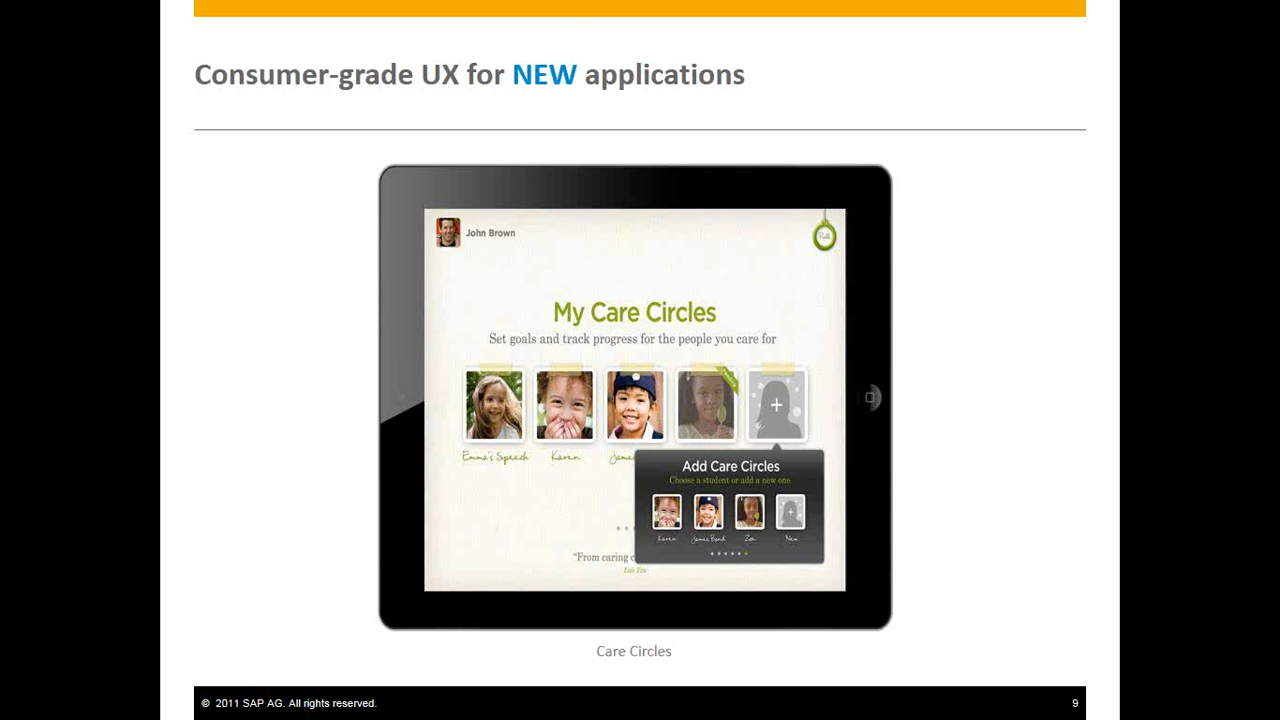 Consumer-grade UX for NEW applications
John Brown
My Care Circles
Set goals and track progress for the people you care for
Emma's Speech
Karen
Add Care Circles
Choose a student or add a new one
Karen
James Bond
Zoe
New
"From caring
Lao Tzu
Care Circles
© 2011 SAP AG. All rights reserved.
9